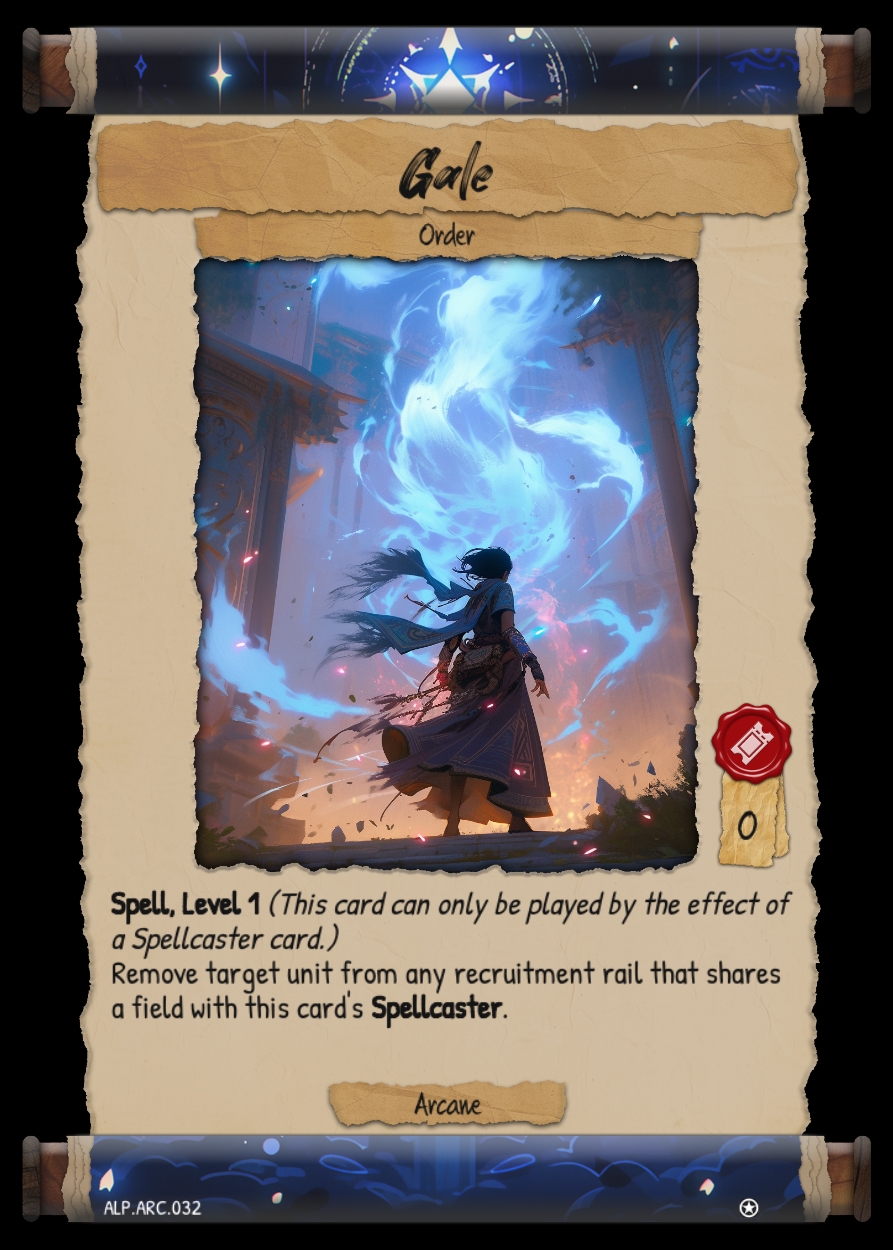 Gale
Order
0
Spell, Level 1 (This card can only be played by the effect of
a Spellcaster card.)
Remove target unit from any recruitment rail that shares
a field with this card's Spellcaster.
Arcane
ALP.ARC.032